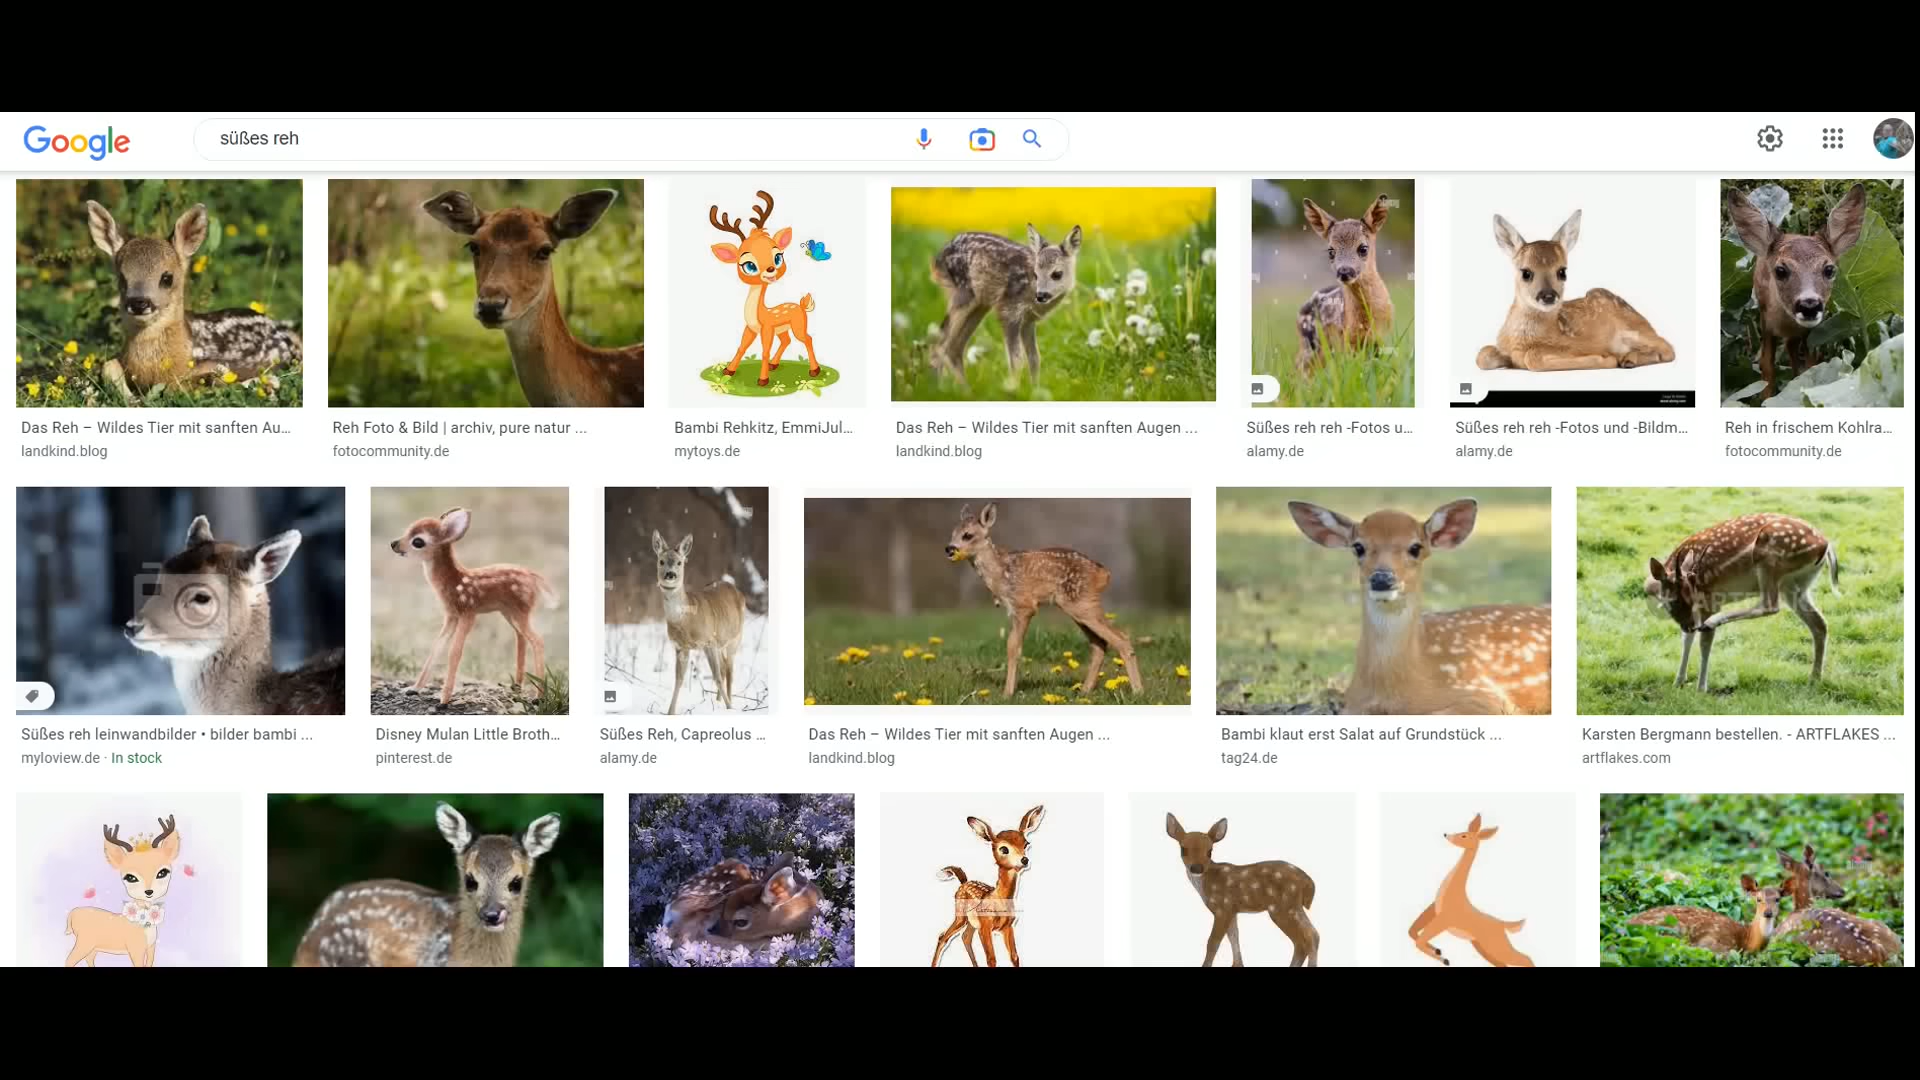 Google
süßes reh
Das Reh – Wildes Tier mit sanften Au...
landkind.blog
Reh Foto & Bild | archiv, pure natur ...
fotocommunity.de
Bambi Rehkitz, EmmiJul...
mytoys.de
Das Reh – Wildes Tier mit sanften Augen ...
landkind.blog
Süßes reh reh -Fotos u...
alamy.de
Süßes reh reh -Fotos und -Bildm...
alamy.de
Reh in frischem Kohlra...
fotocommunity.de
Süßes reh leinwandbilder • bilder bambi ...
myloview.de · In stock
Disney Mulan Little Broth...
pinterest.de
Süßes Reh, Capreolus ...
alamy.de
Das Reh – Wildes Tier mit sanften Augen ...
landkind.blog
Bambi klaut erst Salat auf Grundstück ...
tag24.de
Karsten Bergmann bestellen. - ARTFLAKES ...
artflakes.com